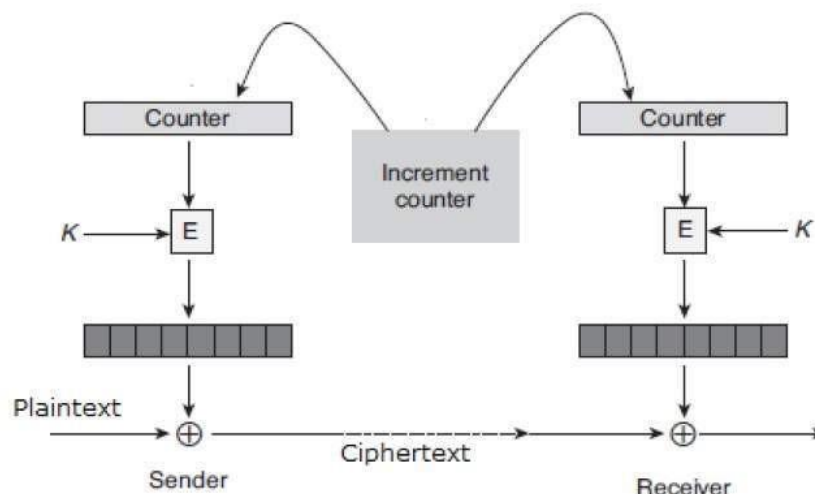 Counter
Counter
Increment
counter
K
E
E
K
Plaintext
Ciphertext
Sender
Receiver